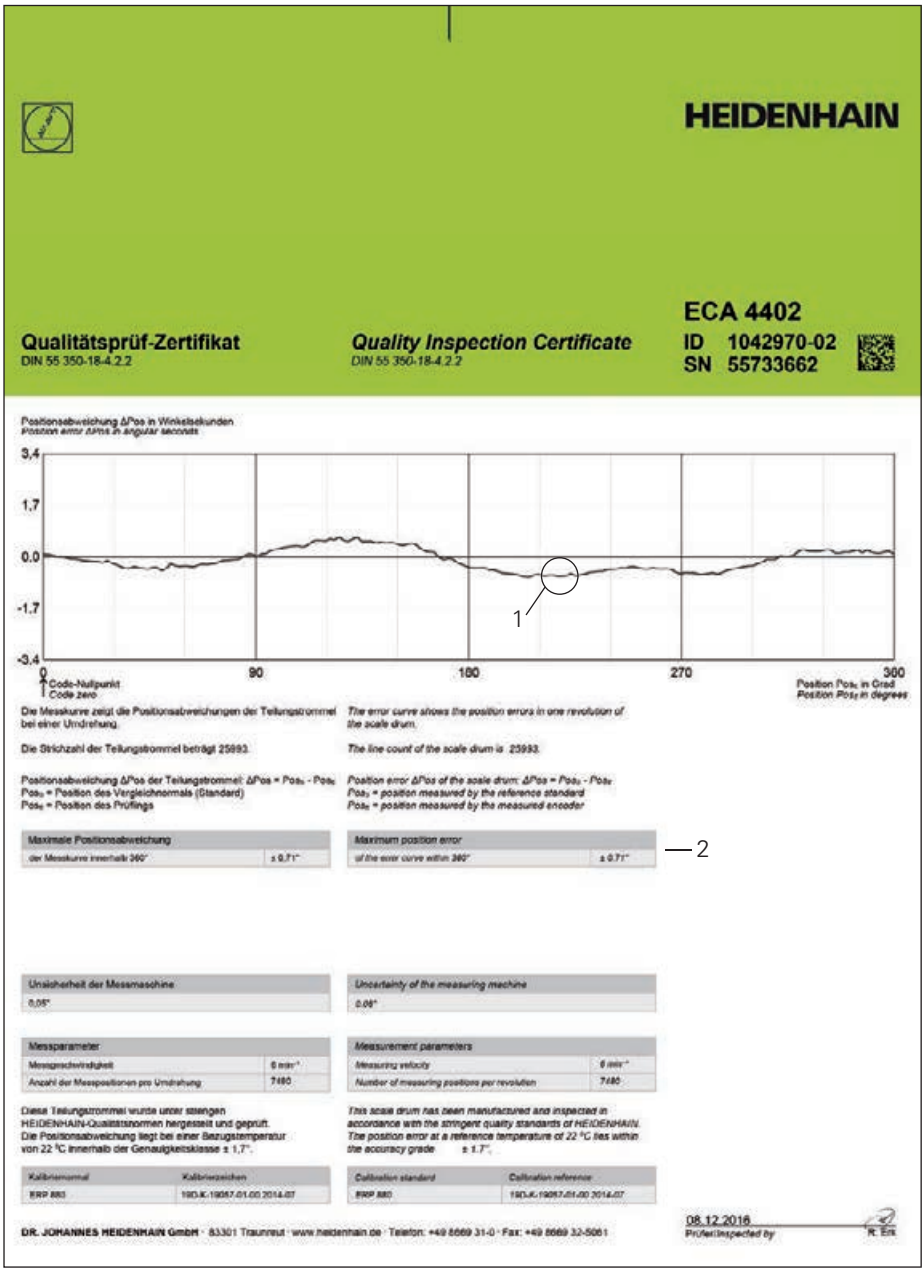 HEIDENHAIN
ECA 4402
Qualitätsprüf-Zertifikat
DIN 55 350-18-4.2.2
Quality Inspection Certificate
DIN 55 350-18-4.2.2
ID 1042970-02
SN 55733662
Positionsabweichung ΔPos in Winkelsekunden
Position error ΔPos in angular seconds
3,4
1,7
0.0
-1,7
-3.4
1
0
90
180
270
360
Code-Nullpunkt
Code zero
Position Posₑ in Grad
Position Posₑ in degrees
Die Messkurve zeigt die Positionsabweichungen der Teilungstrommel
bei einer Umdrehung.
The error curve shows the position errors in one revolution of
the scale drum.
Die Strichzahl der Teilungstrommel beträgt 25993.
The line count of the scale drum is 25993.
Positionsabweichung ΔPos der Teilungstrommel: ΔPos = Posₛ - Posₑ
Posₛ = Position des Vergleichnormals (Standard)
Posₑ = Position des Prüflings
Position error ΔPos of the scale drum: ΔPos = Posₛ - Posₑ
Posₛ = position measured by the reference standard
Posₑ = position measured by the measured encoder
Maximale Positionsabweichung
der Messkurve innerhalb 360° ± 0,71"
Maximum position error
of the error curve within 360° ± 0.71"
2
Unsicherheit der Messmaschine
0,05"
Uncertainty of the measuring machine
Messparameter
Messgeschwindigkeit 6 min⁻¹
Anzahl der Messpositionen pro Umdrehung 7480
Measurement parameters
Measuring velocity 6 min⁻¹
Number of measuring positions per revolution 7480
Diese Teilungstrommel wurde unter strengen
HEIDENHAIN-Qualitätsnormen hergestellt und geprüft.
Die Positionsabweichung liegt bei einer Bezugstemperatur
von 22 °C innerhalb der Genauigkeitsklasse ± 1,7".
This scale drum has been manufactured and inspected in
accordance with the stringent quality standards of HEIDENHAIN.
The position error at a reference temperature of 22 °C lies within
the accuracy grade ± 1.7".
Kalibriernormal Kalibrierzeichen
ERP 880
Calibration standard Calibration reference
ERP 880
DR. JOHANNES HEIDENHAIN GmbH · 83301 Traunreut · www.heidenhain.de · Telefon: +49 8669 31-0 · Fax: +49 8669 32-5061
08.12.2016
Prüfer/Inspected by